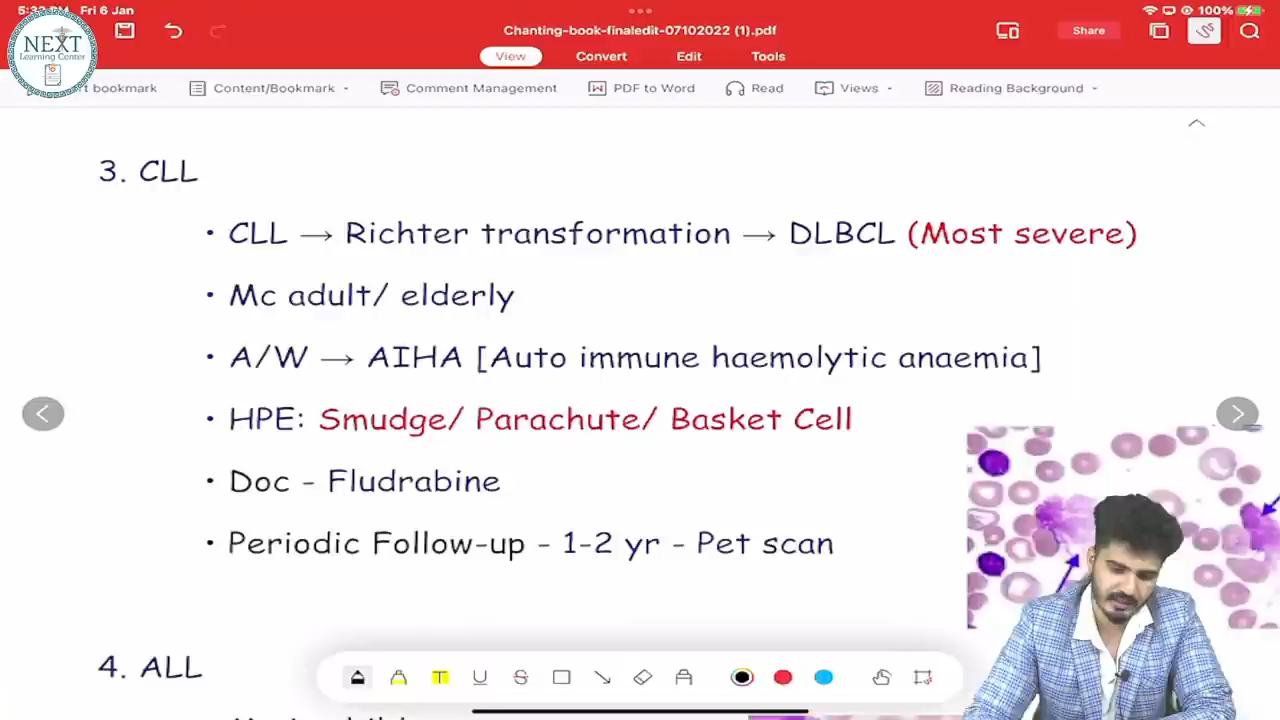 5:33 PM Fri 6 Jan
100%
NEXT
Learning Center
Chanting-book-finaledit-07102022 (1).pdf
Share
View Convert Edit Tools
bookmark Content/Bookmark Comment Management PDF to Word Read Views Reading Background
3. CLL
• CLL → Richter transformation → DLBCL (Most severe)
• Mc adult/ elderly
• A/W → AIHA [Auto immune haemolytic anaemia]
• HPE: Smudge/ Parachute/ Basket Cell
• Doc - Fludrabine
• Periodic Follow-up - 1-2 yr - Pet scan
4. ALL
T U S A